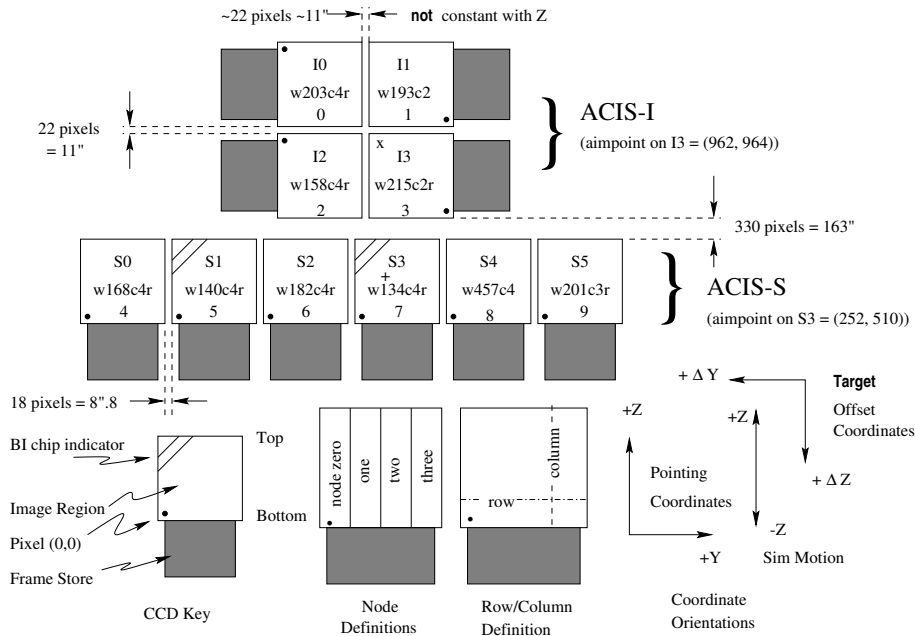 ~22 pixels ~11" not constant with Z
I0 I1
w203c4r w193c2
0 1
ACIS-I
(aimpoint on I3 = (962, 964))
22 pixels
= 11"
x
I2 I3
w158c4r w215c2r
2 3
330 pixels = 163"
S0 S1 S2 S3 S4 S5
+
w168c4r w140c4r w182c4r w134c4r w457c4 w201c3r
4 5 6 7 8 9
ACIS-S
(aimpoint on S3 = (252, 510))
18 pixels = 8".8
BI chip indicator
Image Region
Pixel (0,0)
Frame Store
Top
Bottom
CCD Key
node zero
one
two
three
Node
Definitions
row
column
Row/Column
Definition
+Z
Pointing
Coordinates
+Y
+Z
-Z
Sim Motion
+ Δ Y
Target
Offset
Coordinates
+ Δ Z
Coordinate
Orientations